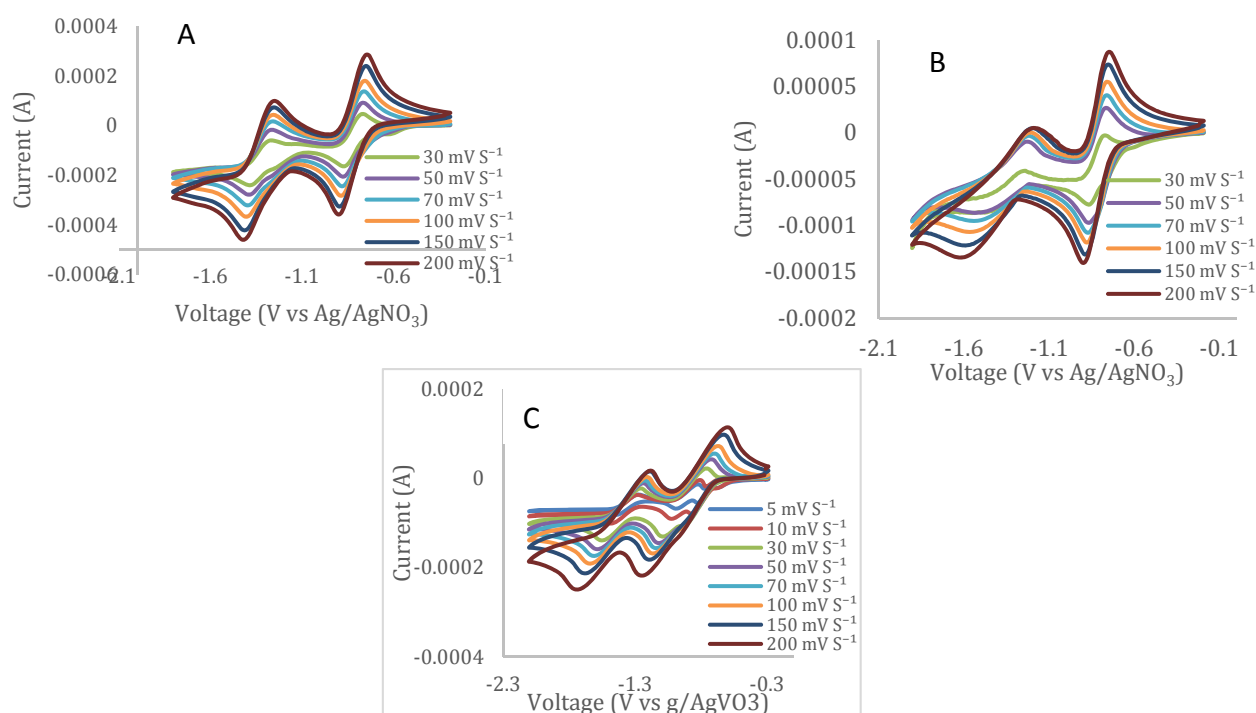 A
0.0004
0.0002
0
-0.0002
-0.0004
-0.0006
Current (A)
-2.1
-1.6
-1.1
-0.6
-0.1
Voltage (V vs Ag/AgNO₃)
30 mV S⁻¹
50 mV S⁻¹
70 mV S⁻¹
100 mV S⁻¹
150 mV S⁻¹
200 mV S⁻¹
B
0.0001
0.00005
0
-0.00005
-0.0001
-0.00015
-0.0002
Current (A)
-2.1
-1.6
-1.1
-0.6
-0.1
Voltage (V vs Ag/AgNO₃)
30 mV S⁻¹
50 mV S⁻¹
70 mV S⁻¹
100 mV S⁻¹
150 mV S⁻¹
200 mV S⁻¹
C
0.0002
0
-0.0002
-0.0004
Current (A)
-2.3
-1.3
-0.3
Voltage (V vs g/AgVO3)
5 mV S⁻¹
10 mV S⁻¹
30 mV S⁻¹
50 mV S⁻¹
70 mV S⁻¹
100 mV S⁻¹
150 mV S⁻¹
200 mV S⁻¹